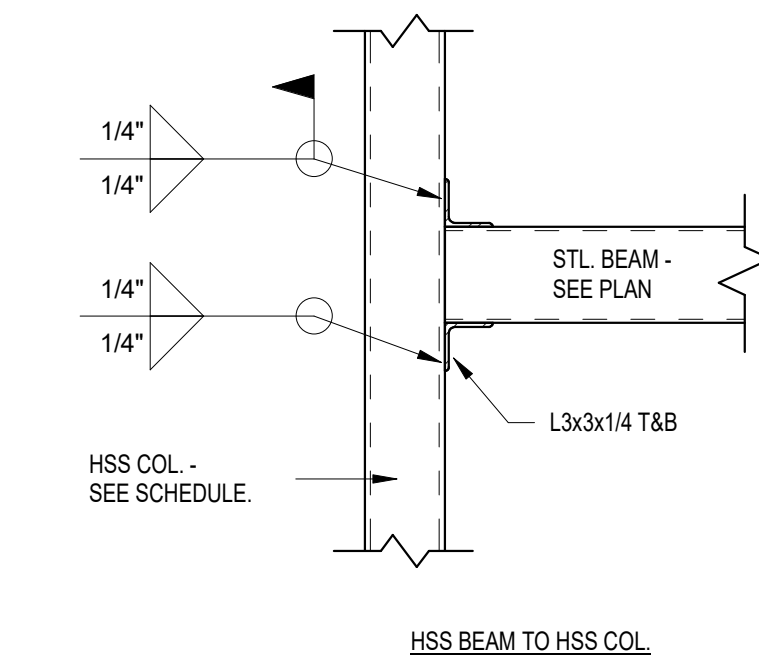 1/4"
1/4"
STL. BEAM -
SEE PLAN
1/4"
1/4"
L3x3x1/4 T&B
HSS COL. -
SEE SCHEDULE.
HSS BEAM TO HSS COL.